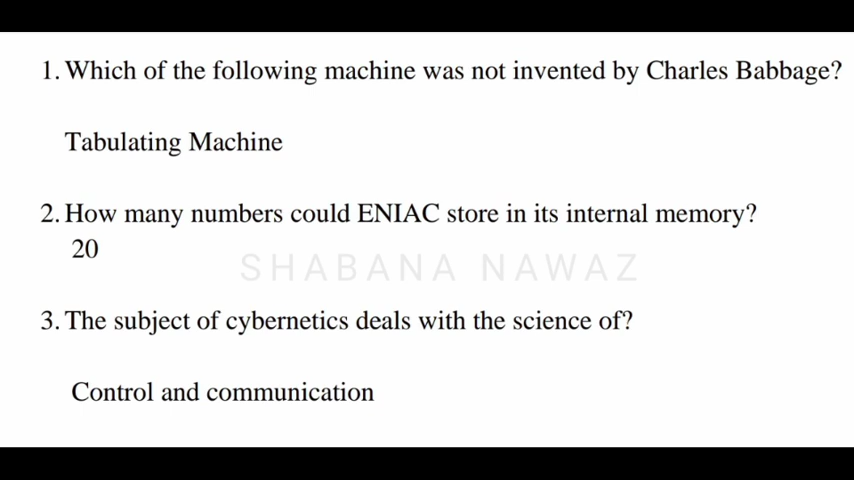 1. Which of the following machine was not invented by Charles Babbage?
Tabulating Machine
2. How many numbers could ENIAC store in its internal memory?
20
SHABANA NAWAZ
3. The subject of cybernetics deals with the science of?
Control and communication